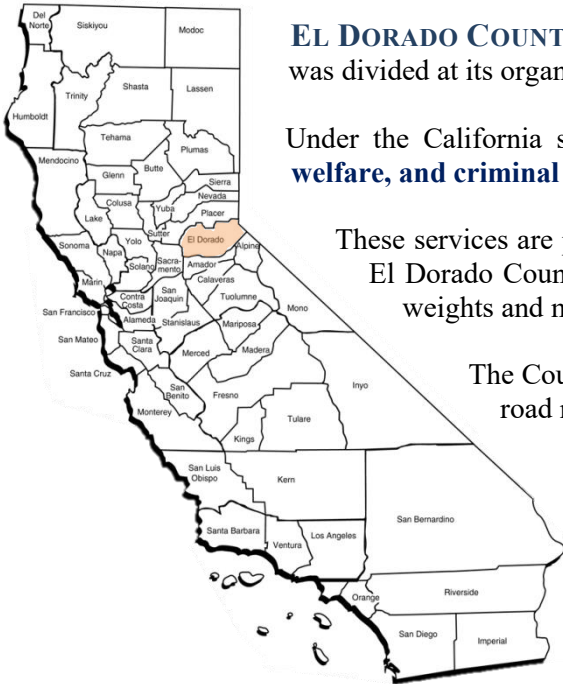 EL DORADO COUNT
was divided at its organ
Under the California s
welfare, and criminal
These services are p
El Dorado Coun
weights and m
The Cou
road r
Del
Norte
Siskiyou
Modoc
Humboldt
Trinity
Shasta
Lassen
Mendocino
Tehama
Plumas
Glenn
Butte
Sierra
Colusa
Yuba
Nevada
Placer
Lake
Sutter
El Dorado
Alpine
Sonoma
Napa
Yolo
Solano
Sacra-
mento
Amador
Calaveras
Marin
Contra
Costa
San
Joaquin
Tuolumne
Mono
San Francisco
Alameda
Stanislaus
Mariposa
San Mateo
Santa
Clara
Merced
Madera
Santa Cruz
San
Benito
Fresno
Inyo
Monterey
Kings
Tulare
San Luis
Obispo
Kern
San Bernardino
Santa Barbara
Ventura
Los Angeles
Orange
Riverside
San Diego
Imperial